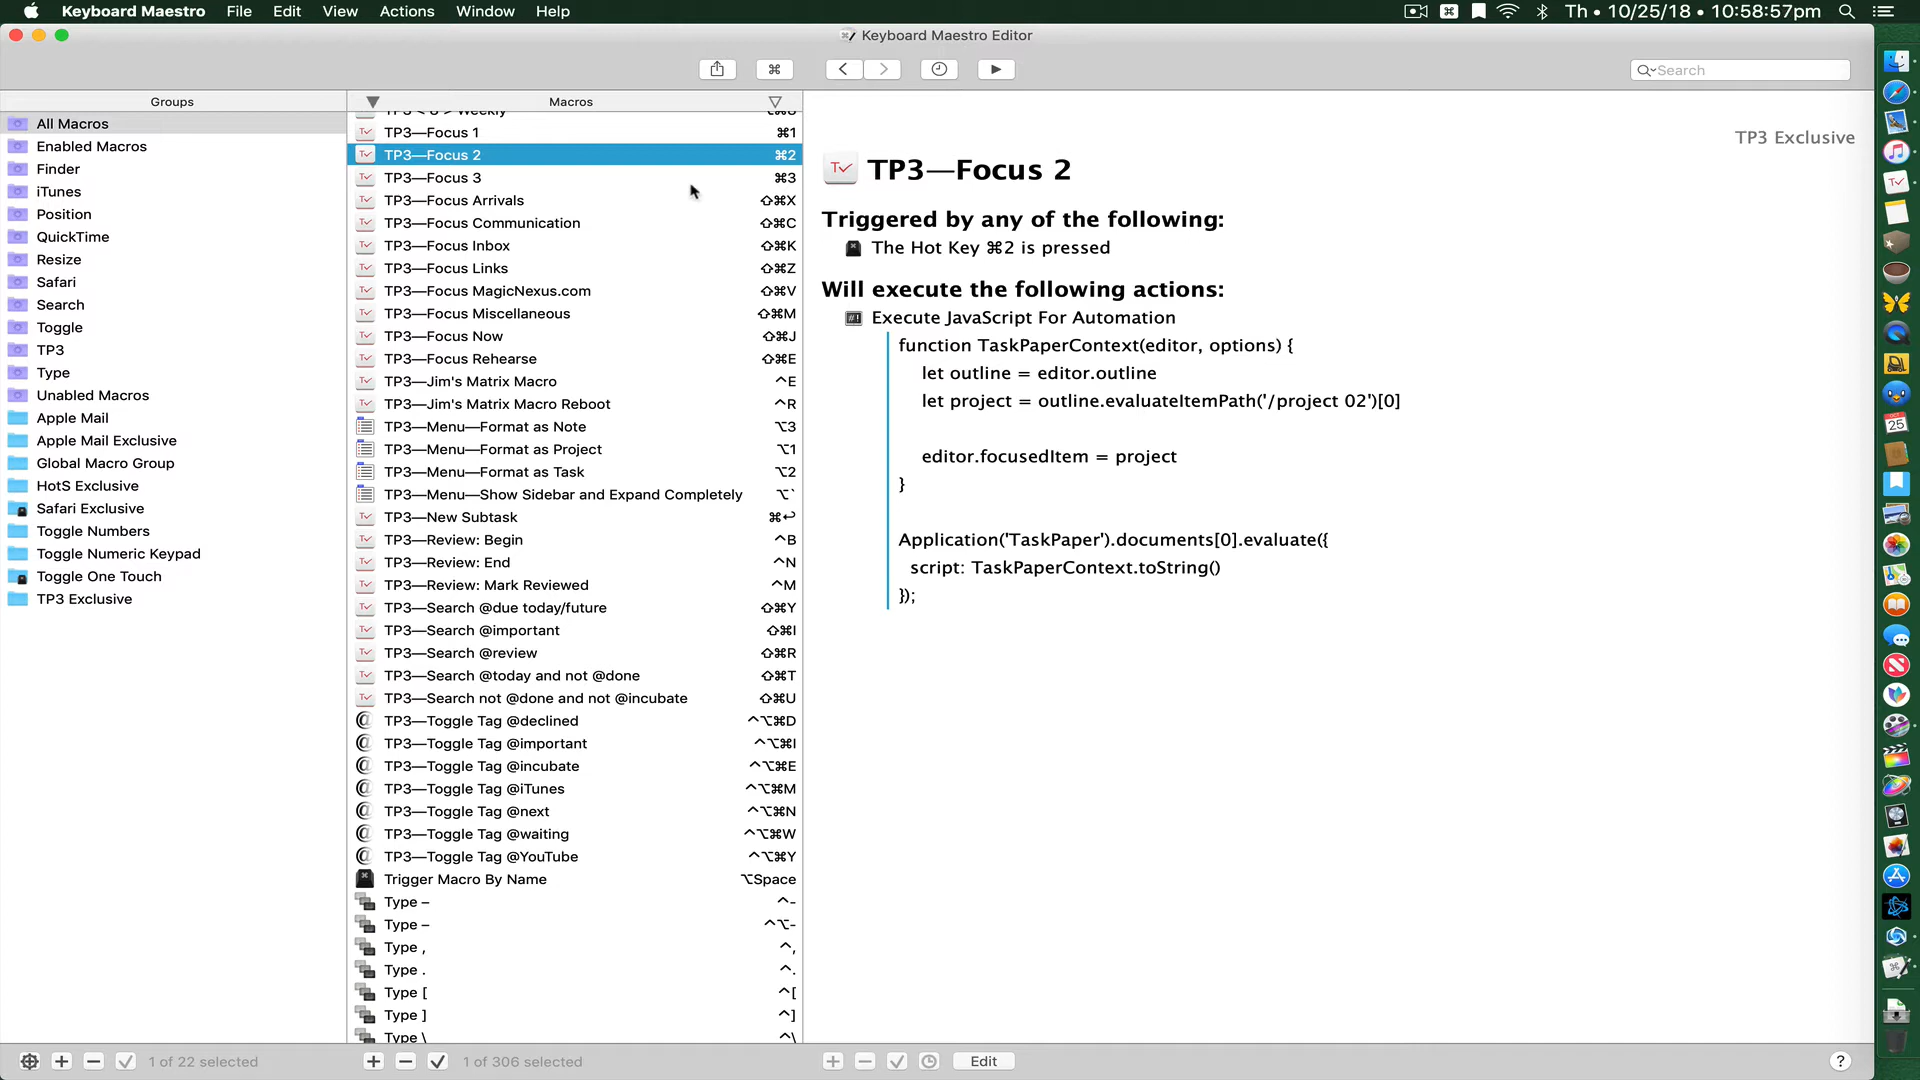 Keyboard Maestro File Edit View Actions Window Help Th • 10/25/18 • 10:58:57pm
Keyboard Maestro Editor
Search
Groups
All Macros
Enabled Macros
Finder
iTunes
Position
QuickTime
Resize
Safari
Search
Toggle
TP3
Type
Unabled Macros
Apple Mail
Apple Mail Exclusive
Global Macro Group
HotS Exclusive
Safari Exclusive
Toggle Numbers
Toggle Numeric Keypad
Toggle One Touch
TP3 Exclusive
1 of 22 selected
Macros
TP3—Focus 1 ⌘1
TP3—Focus 2 ⌘2
TP3—Focus 3 ⌘3
TP3—Focus Arrivals ⇧⌘X
TP3—Focus Communication ⇧⌘C
TP3—Focus Inbox ⇧⌘K
TP3—Focus Links ⇧⌘Z
TP3—Focus MagicNexus.com ⇧⌘V
TP3—Focus Miscellaneous ⇧⌘M
TP3—Focus Now ⇧⌘J
TP3—Focus Rehearse ⇧⌘E
TP3—Jim's Matrix Macro ^E
TP3—Jim's Matrix Macro Reboot ^R
TP3—Menu—Format as Note ⌥3
TP3—Menu—Format as Project ⌥1
TP3—Menu—Format as Task ⌥2
TP3—Menu—Show Sidebar and Expand Completely ⌥`
TP3—New Subtask ⌘↩
TP3—Review: Begin ^B
TP3—Review: End ^N
TP3—Review: Mark Reviewed ^M
TP3—Search @due today/future ⇧⌘Y
TP3—Search @important ⇧⌘I
TP3—Search @review ⇧⌘R
TP3—Search @today and not @done ⇧⌘T
TP3—Search not @done and not @incubate ⇧⌘U
TP3—Toggle Tag @declined ^⌥⌘D
TP3—Toggle Tag @important ^⌥⌘I
TP3—Toggle Tag @incubate ^⌥⌘E
TP3—Toggle Tag @iTunes ^⌥⌘M
TP3—Toggle Tag @next ^⌥⌘N
TP3—Toggle Tag @waiting ^⌥⌘W
TP3—Toggle Tag @YouTube ^⌥⌘Y
Trigger Macro By Name ⌥Space
Type – ^-
Type – ^⌥-
Type , ^,
Type . ^.
Type [ ^[
Type ] ^]
Type \ ^\
1 of 306 selected
TP3 Exclusive
TP3—Focus 2
Triggered by any of the following:
The Hot Key ⌘2 is pressed
Will execute the following actions:
Execute JavaScript For Automation
function TaskPaperContext(editor, options) {
let outline = editor.outline
let project = outline.evaluateItemPath('/project 02')[0]
editor.focusedItem = project
}
Application('TaskPaper').documents[0].evaluate({
script: TaskPaperContext.toString()
});
Edit
?
OCT
25